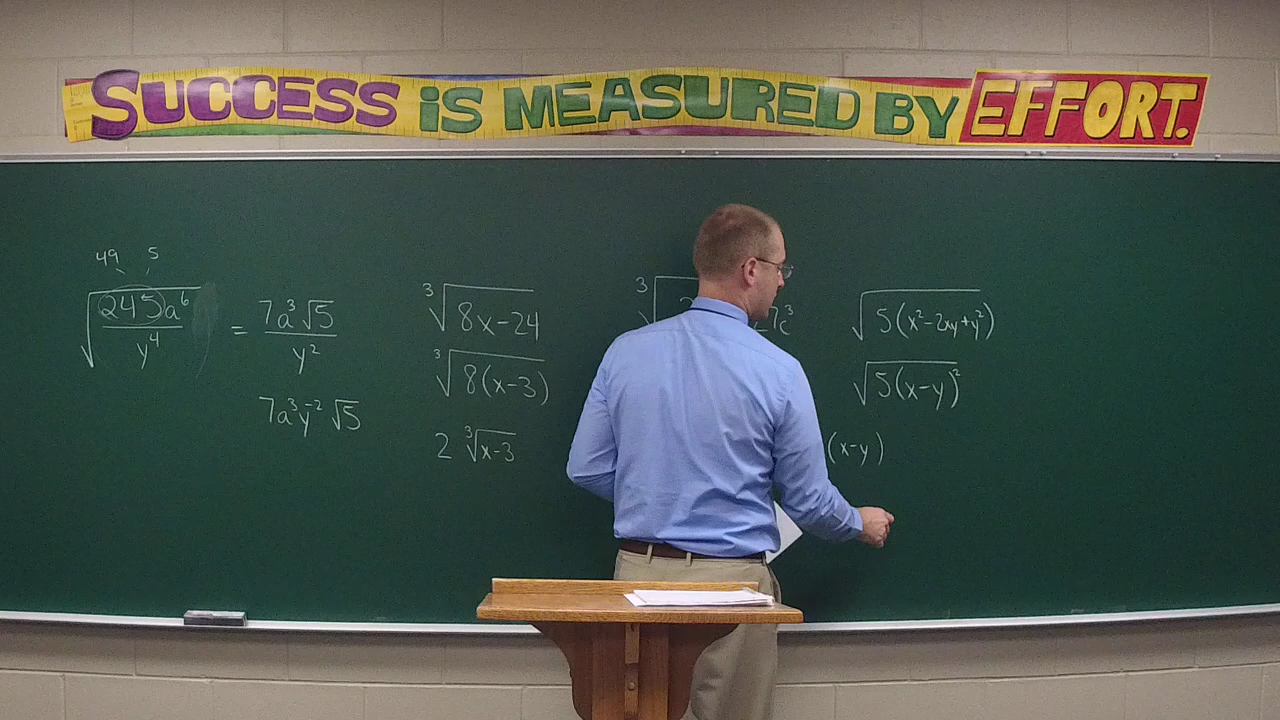 SUCCESS iS MEASURED BY EFFORT.
49 5
√(245a⁶/y⁴) = 7a³√5/y²
7a³y⁻²√5
∛(8x-24)
∛(8(x-3))
2 ∛(x-3)
∛
7c³
√(5(x²-2xy+y²))
√(5(x-y)²)
(x-y)